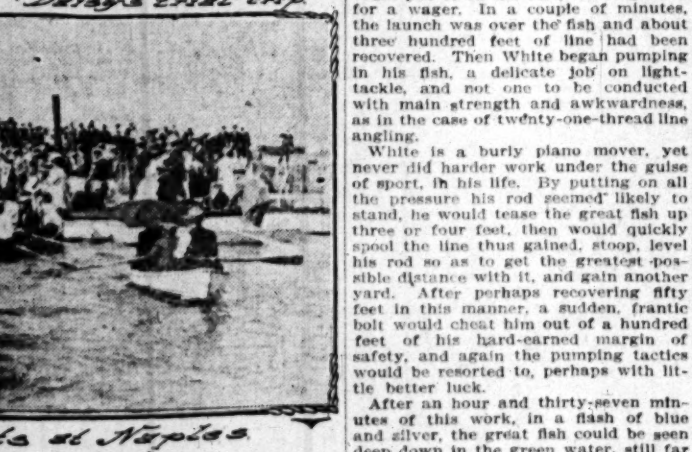 at Naples
for a wager. In a couple of minutes,
the launch was over the fish and about
three hundred feet of line had been
recovered. Then White began pumping
in his fish, a delicate job on light-
tackle, and not one to be conducted
with main strength and awkwardness,
as in the case of twenty-one-thread line
angling.
White is a burly piano mover, yet
never did harder work under the guise
of sport, in his life. By putting on all
the pressure his rod seemed likely to
stand, he would tease the great fish up
three or four feet, then would quickly
spool the line thus gained, stoop, level
his rod so as to get the greatest pos-
sible distance with it, and gain another
yard. After perhaps recovering fifty
feet in this manner, a sudden, frantic
bolt would cheat him out of a hundred
feet of his hard-earned margin of
safety, and again the pumping tactics
would be resorted to, perhaps with lit-
tle better luck.
After an hour and thirty-seven min-
utes of this work, in a flash of blue
and silver, the great fish could be seen
deep down in the green water, still far